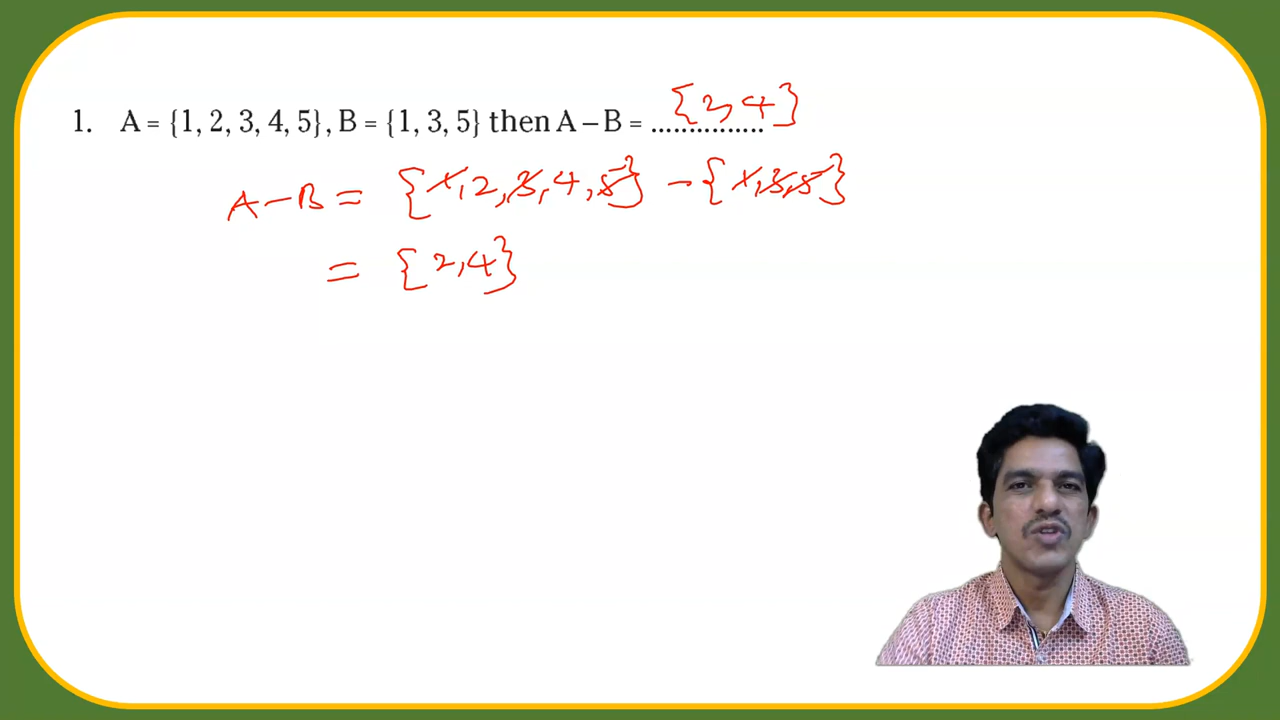 1. A = {1, 2, 3, 4, 5}, B = {1, 3, 5} then A – B = ............... {2,4}
A – B = {1, 2, 3, 4, 5} – {1, 3, 5}
= {2,4}